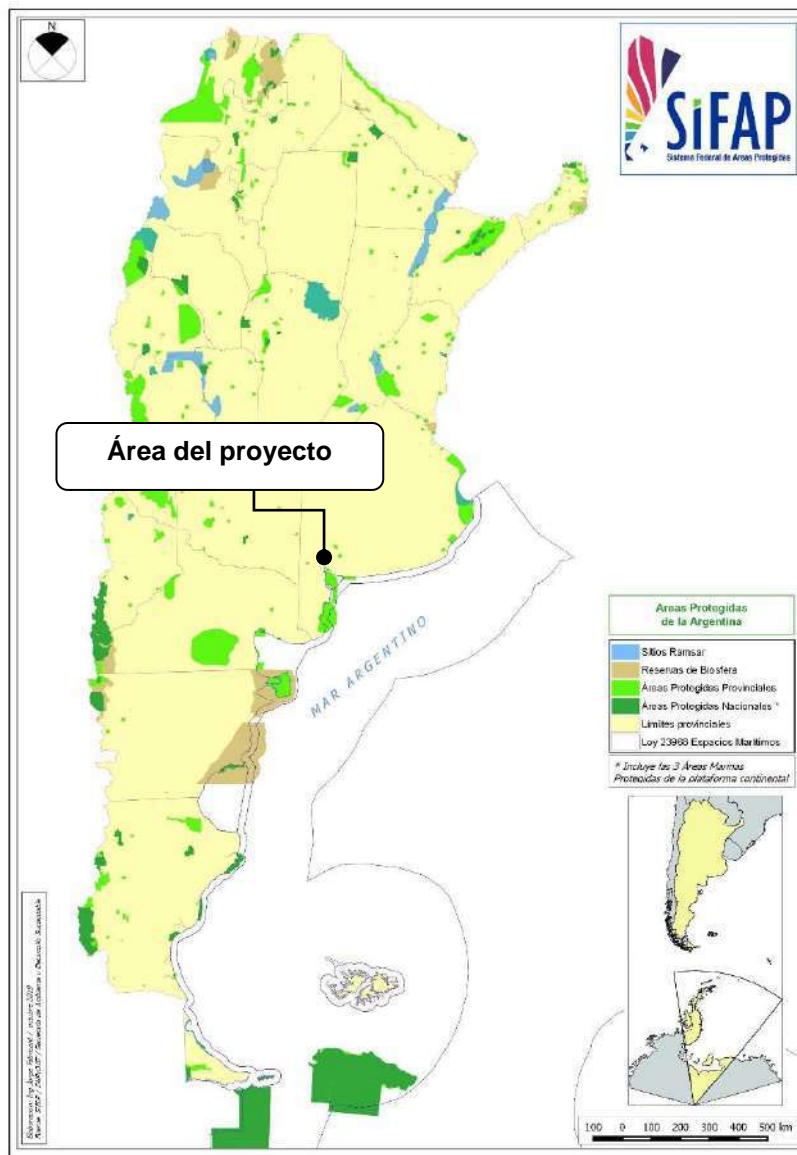 N
SiFAP
Sistema Federal de Areas Protegidas
Área del proyecto
MAR ARGENTINO
Areas Protegidas
de la Argentina
Sitios Ramsar
Reservas de Biosfera
Áreas Protegidas Provinciales
Áreas Protegidas Nacionales *
Límites provinciales
Ley 23968 Espacios Marítimos
* Incluye las 3 Áreas Marinas
Protegidas de la plataforma continental
100 0 100 200 300 400 500 km